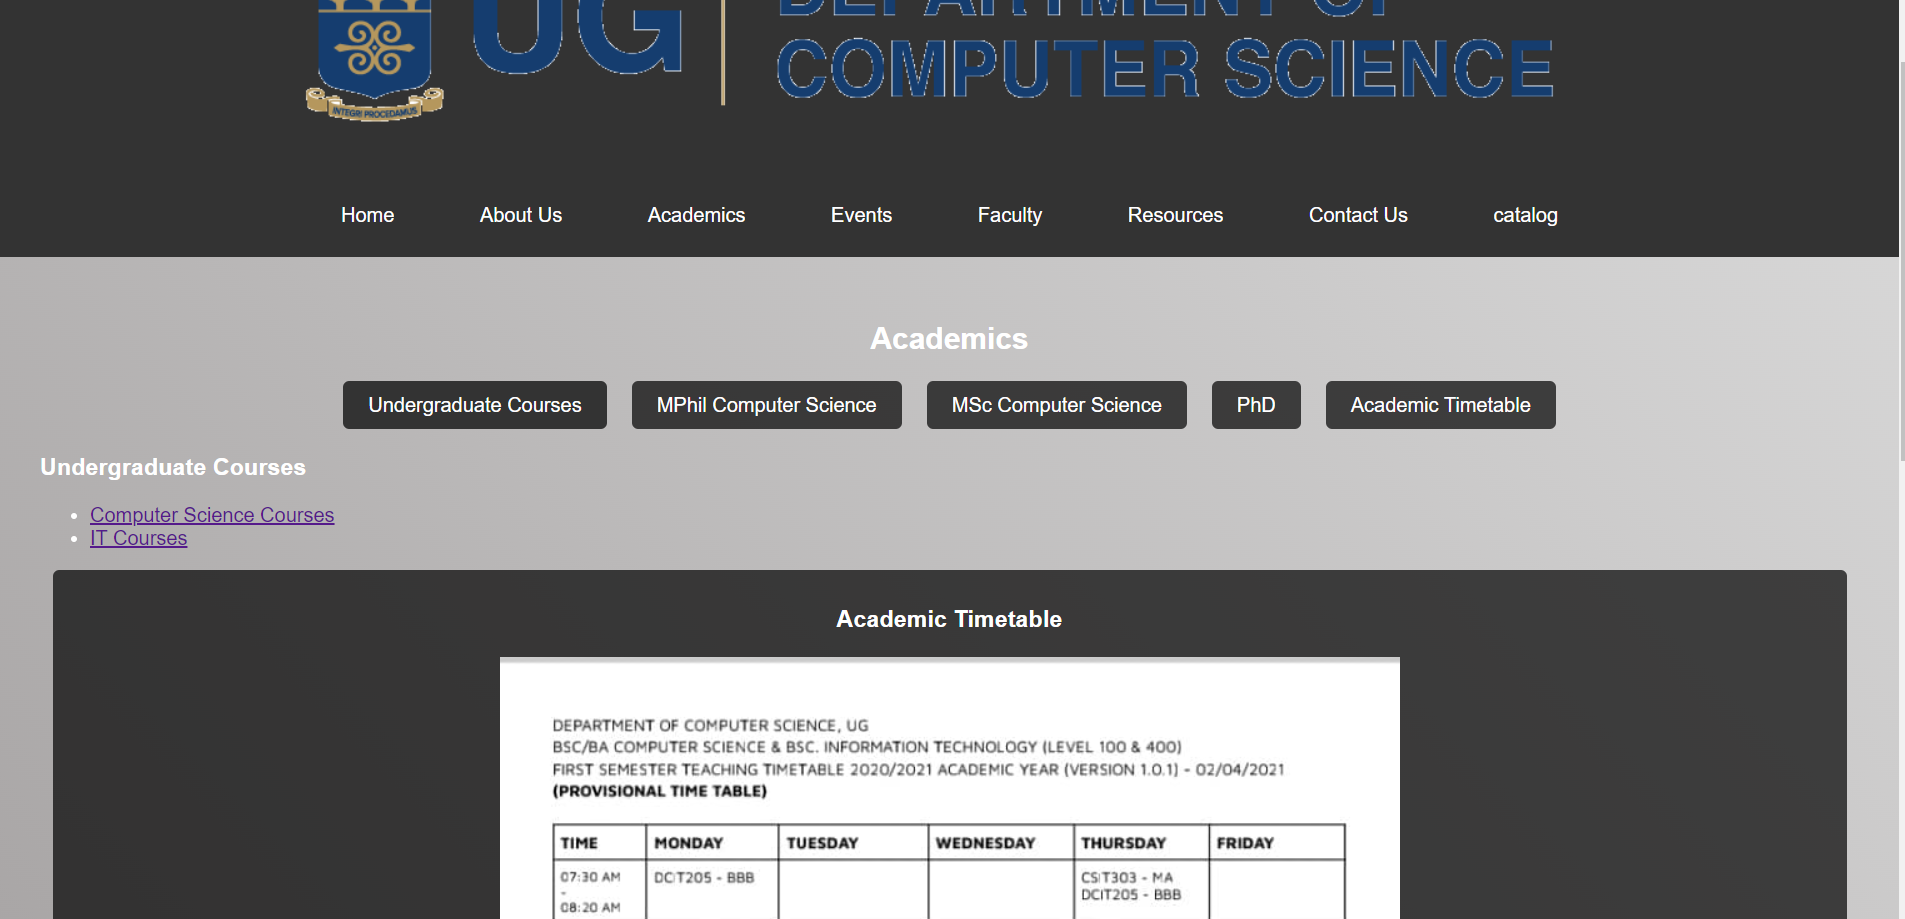 UG
DEPARTMENT OF
COMPUTER SCIENCE
INTEGRI PROCEDAMUS
Home
About Us
Academics
Events
Faculty
Resources
Contact Us
catalog
Academics
Undergraduate Courses
MPhil Computer Science
MSc Computer Science
PhD
Academic Timetable
Undergraduate Courses
Computer Science Courses
IT Courses
Academic Timetable
DEPARTMENT OF COMPUTER SCIENCE, UG
BSC/BA COMPUTER SCIENCE & BSC. INFORMATION TECHNOLOGY (LEVEL 100 & 400)
FIRST SEMESTER TEACHING TIMETABLE 2020/2021 ACADEMIC YEAR (VERSION 1.0.1) - 02/04/2021
(PROVISIONAL TIME TABLE)
TIME MONDAY TUESDAY WEDNESDAY THURSDAY FRIDAY
07:30 AM
-
08:20 AM
DCIT205 - BBB
CSIT303 - MA
DCIT205 - BBB